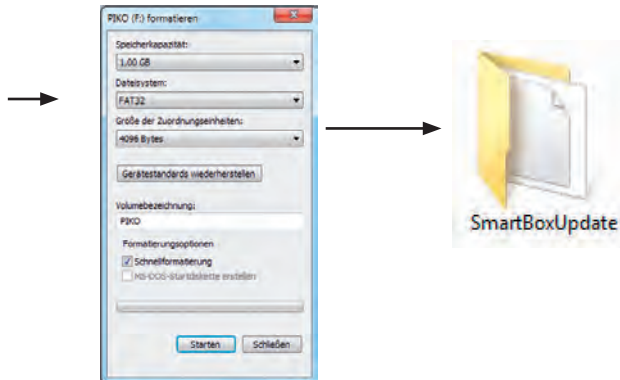 PIKO (F:) formatieren
Speicherkapazität:
1,00 GB
Dateisystem:
FAT32
Größe der Zuordnungseinheiten:
4096 Bytes
Gerätestandards wiederherstellen
Volumebezeichnung:
PIKO
Formatierungsoptionen
Schnellformatierung
MS-DOS-Startdiskette erstellen
Starten Schließen
SmartBoxUpdate